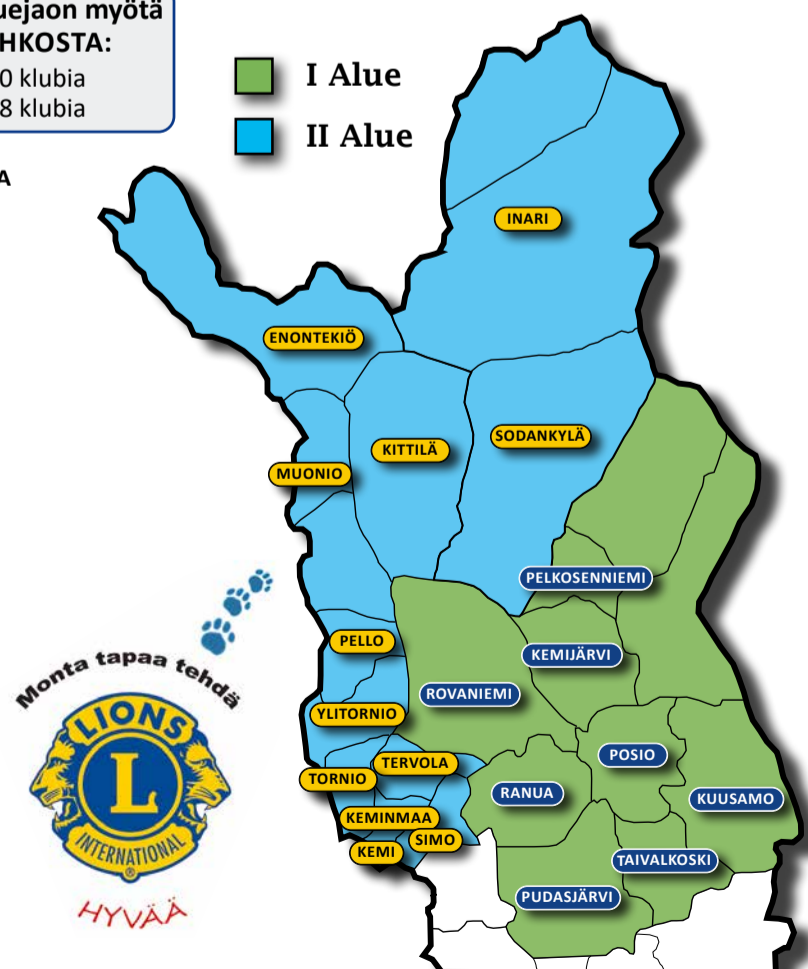 uejaon myötä
HKOSTA:
0 klubia
8 klubia
A
I Alue
II Alue
INARI
ENONTEKIÖ
SODANKYLÄ
KITTILÄ
MUONIO
PELKOSENNIEMI
PELLO
KEMIJÄRVI
ROVANIEMI
YLITORNIO
POSIO
TERVOLA
TORNIO
RANUA
KUUSAMO
KEMINMAA
SIMO
KEMI
TAIVALKOSKI
PUDASJÄRVI
Monta tapaa tehdä
LIONS
L
INTERNATIONAL
®
HYVÄÄ